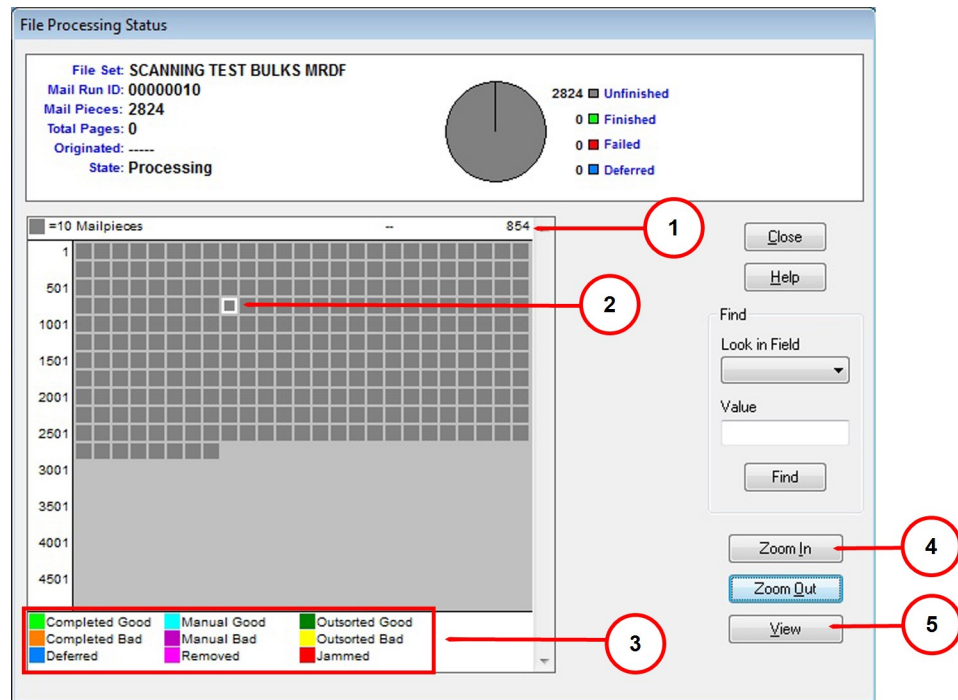 File Processing Status
File Set: SCANNING TEST BULKS MRDF
Mail Run ID: 00000010
Mail Pieces: 2824
Total Pages: 0
Originated: -----
State: Processing
2824 Unfinished
0 Finished
0 Failed
0 Deferred
=10 Mailpieces -- 854
1
501
1001
1501
2001
2501
3001
3501
4001
4501
Completed Good Manual Good Outsorted Good
Completed Bad Manual Bad Outsorted Bad
Deferred Removed Jammed
Close
Help
Find
Look in Field
Value
Find
Zoom In
Zoom Out
View
1
2
3
4
5